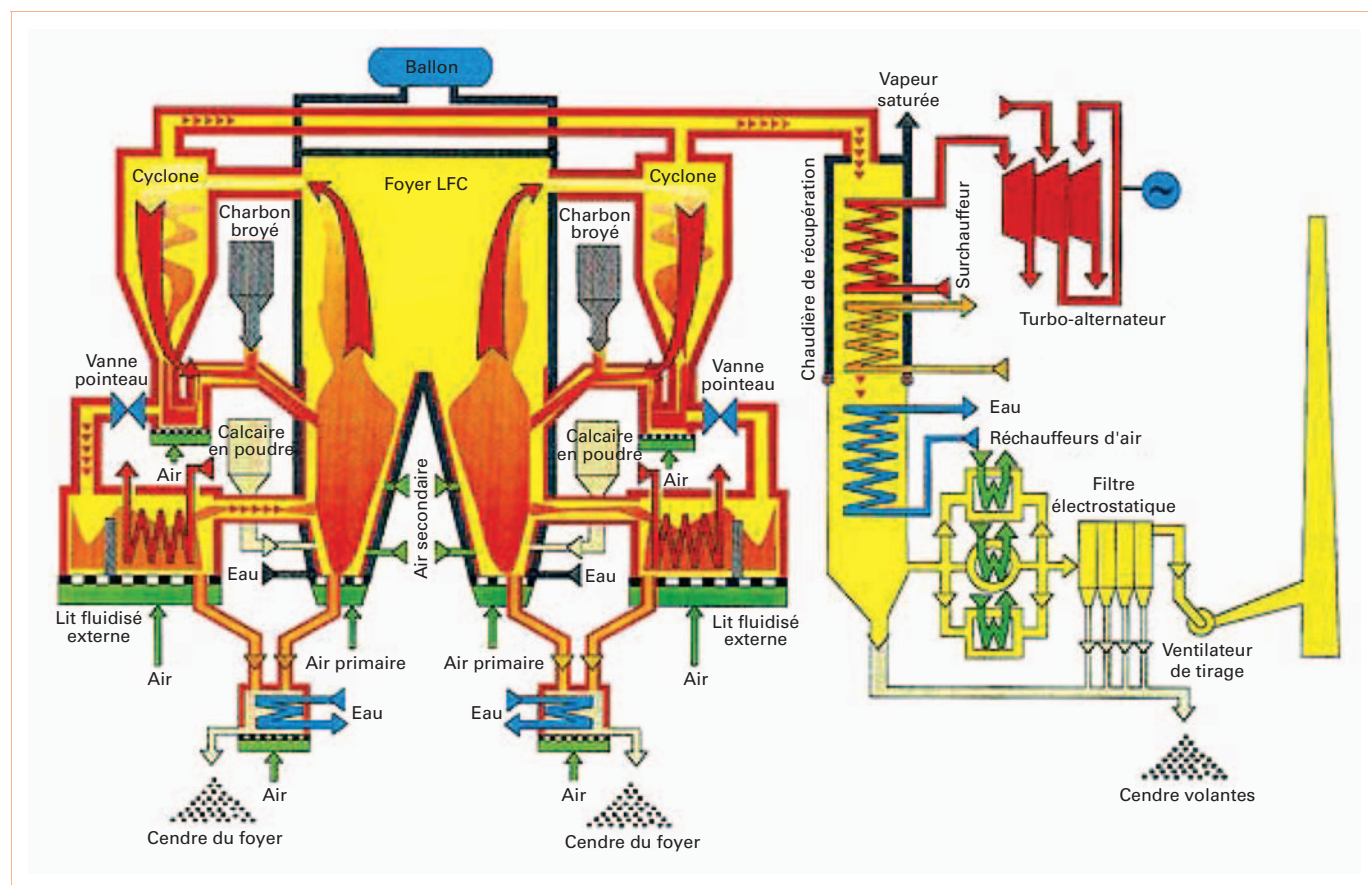 Ballon
Vapeur
saturée
Cyclone
Foyer LFC
Cyclone
Charbon
broyé
Charbon
broyé
Chaudière de récupération
Surchauffeur
Turbo-alternateur
Vanne
pointeau
Vanne
pointeau
Calcaire
en poudre
Calcaire
en poudre
Air
Air
Eau
Réchauffeurs d'air
Filtre
électrostatique
Air secondaire
Eau
Eau
Lit fluidisé
externe
Lit fluidisé
externe
Air primaire
Air primaire
Air
Air
Ventilateur
de tirage
Eau
Eau
Air
Air
Cendre volantes
Cendre du foyer
Cendre du foyer